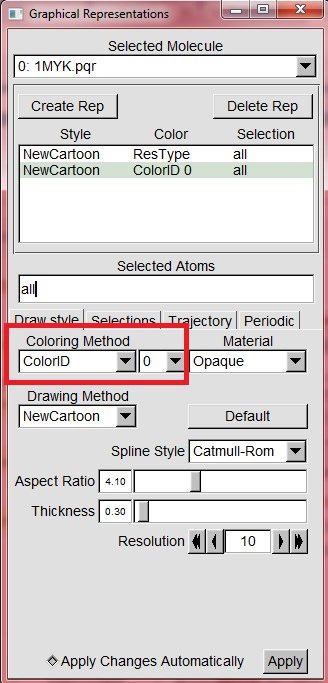 Graphical Representations
Selected Molecule
0: 1MYK.pqr
Create Rep Delete Rep
Style Color Selection
NewCartoon ResType all
NewCartoon ColorID 0 all
Selected Atoms
all
Draw style Selections Trajectory Periodic
Coloring Method Material
ColorID 0 Opaque
Drawing Method
NewCartoon Default
Spline Style Catmull-Rom
Aspect Ratio 4.10
Thickness 0.30
Resolution 10
Apply Changes Automatically Apply